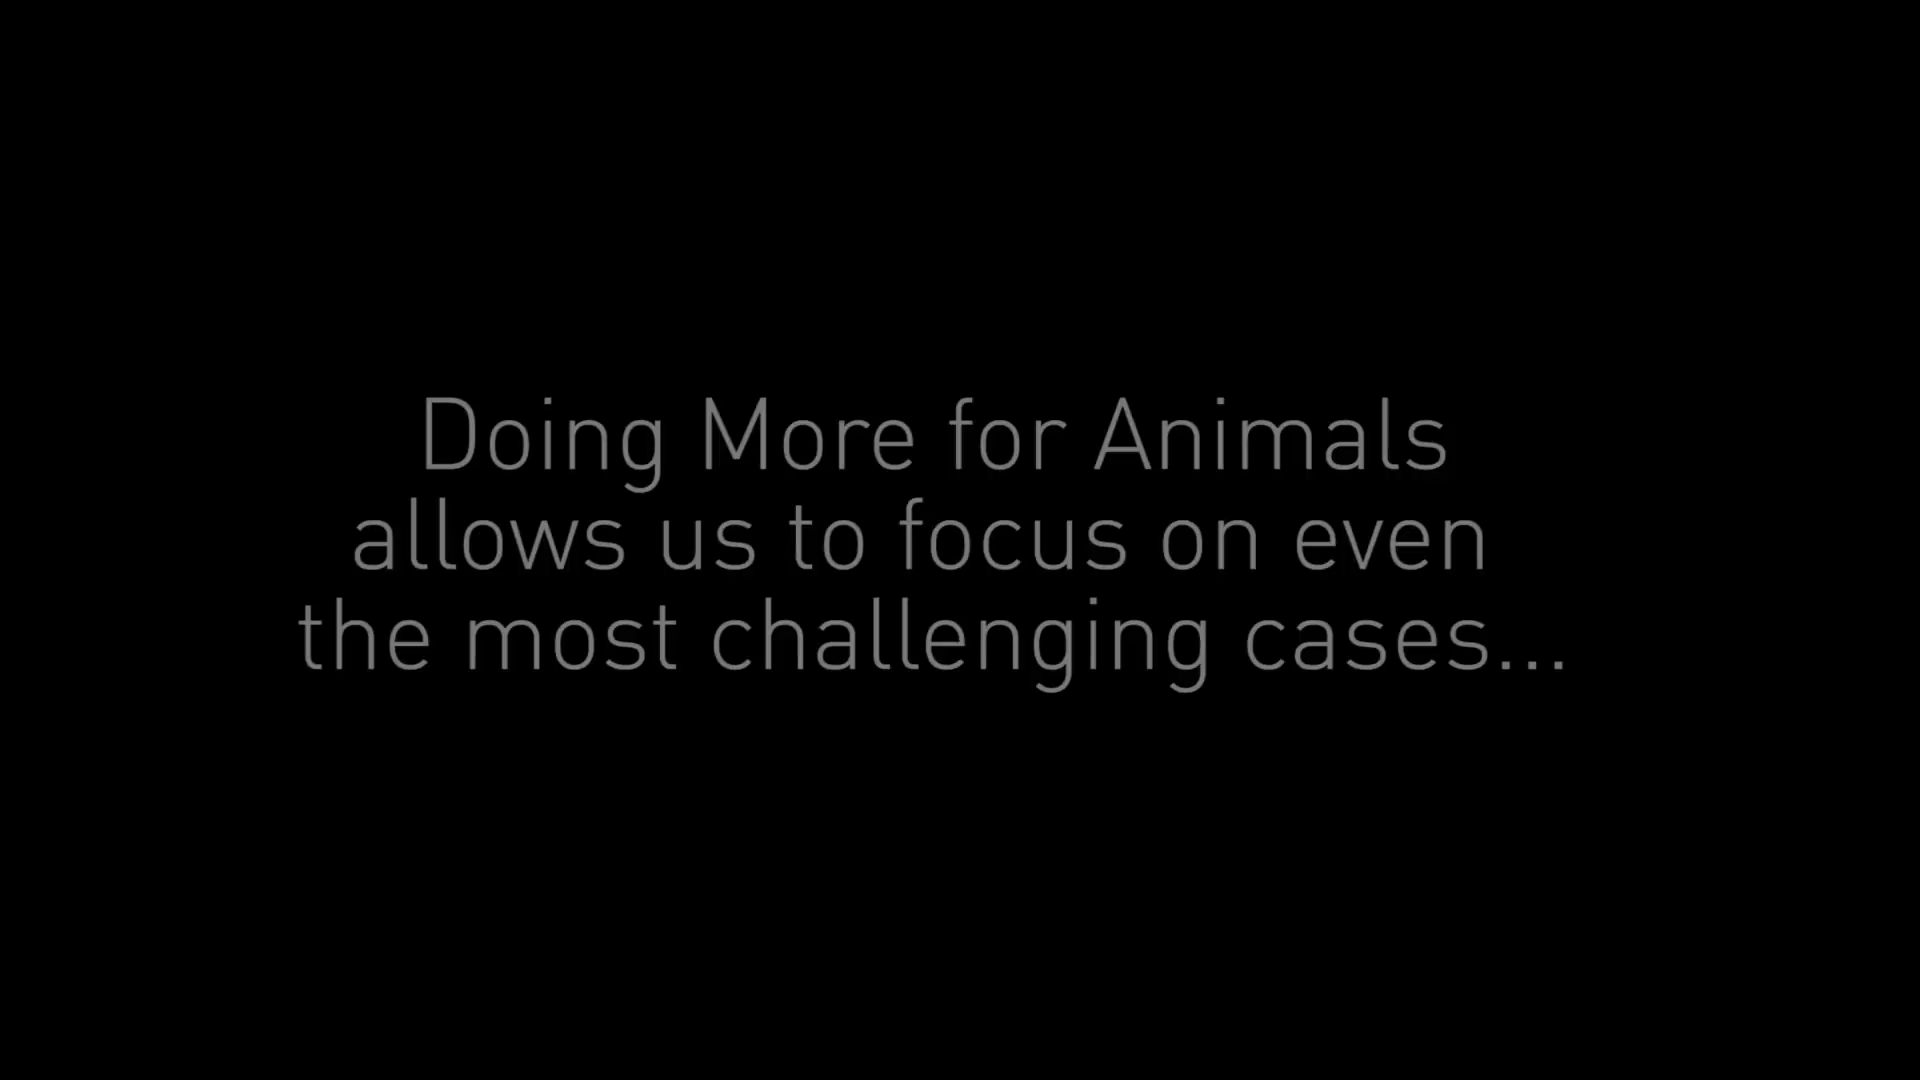 Doing More for Animals
allows us to focus on even
the most challenging cases...